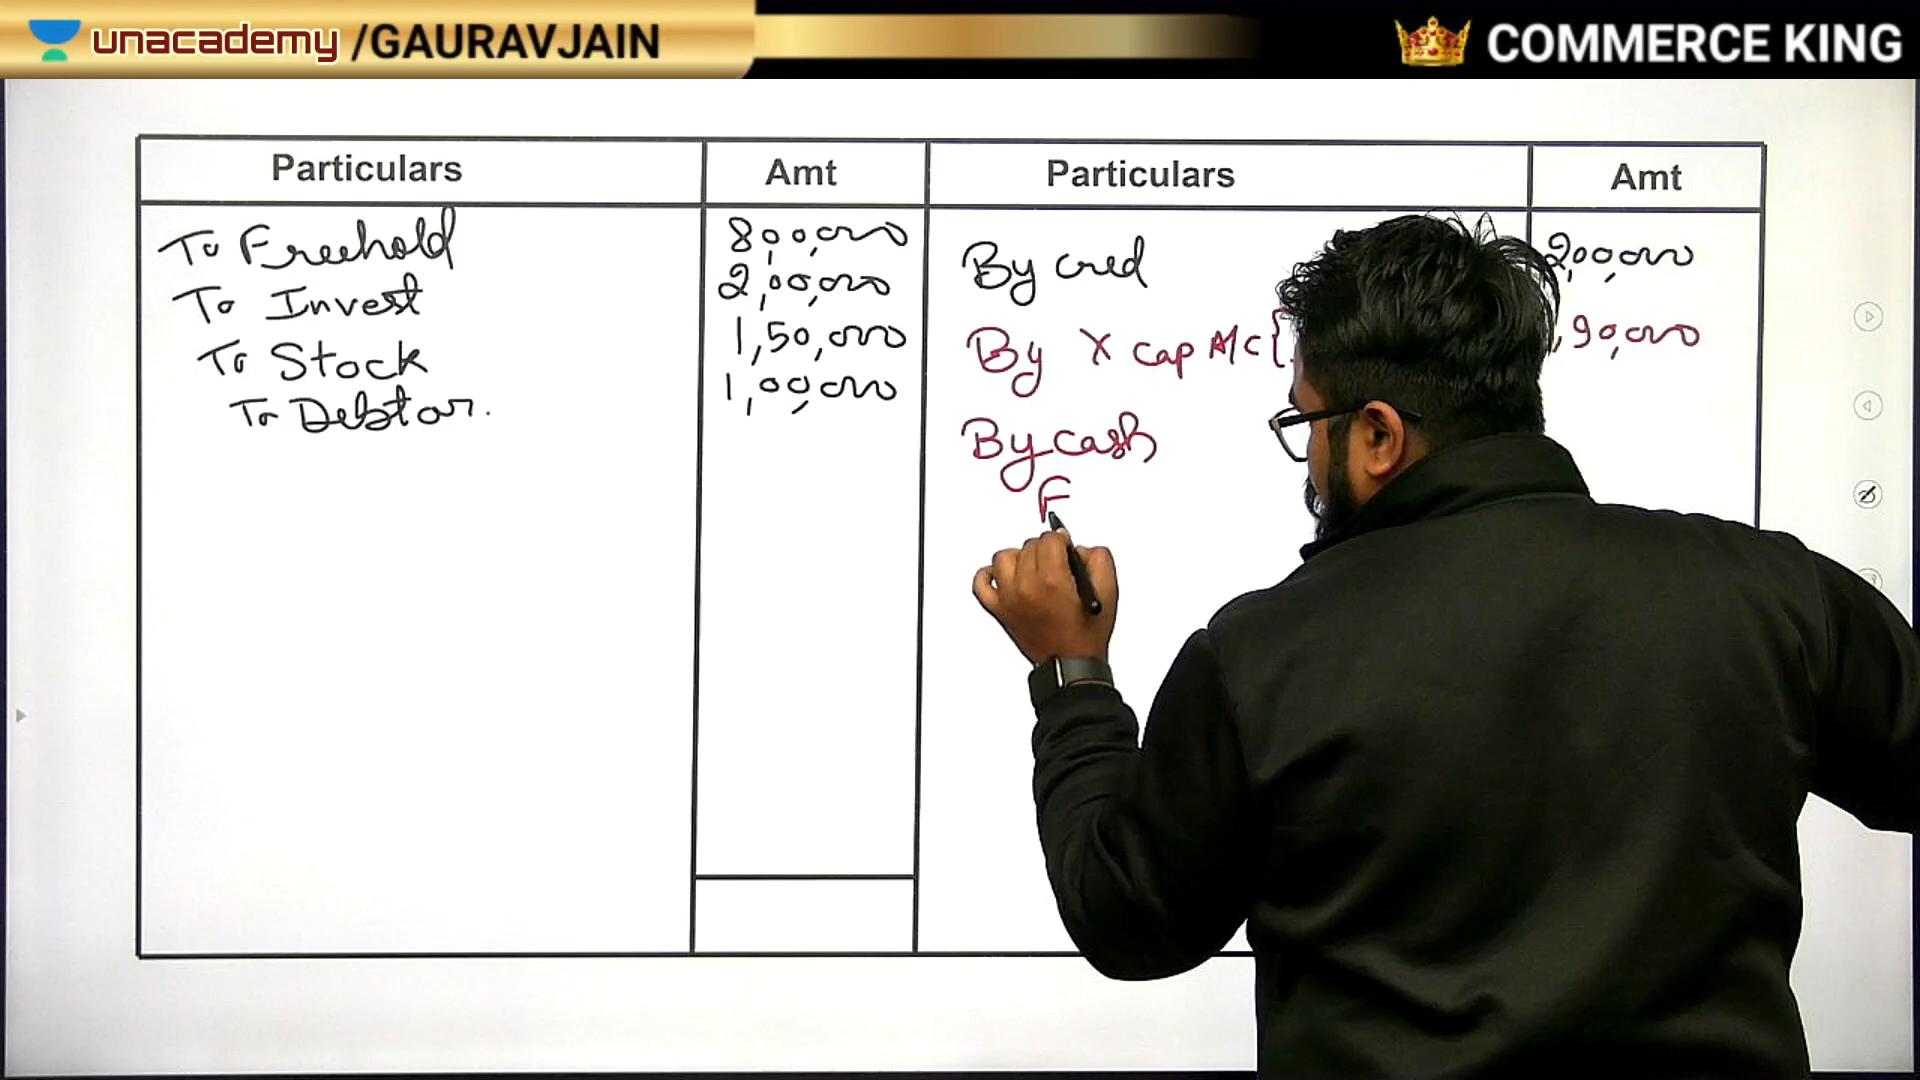 unacademy /GAURAVJAIN
COMMERCE KING
Particulars Amt Particulars Amt
To Freehold 8,00,000
To Invest 2,00,000
To Stock 1,50,000
To Debtor. 1,00,000
By cred 2,00,000
By X cap A/c { ,90,000
By cash
F